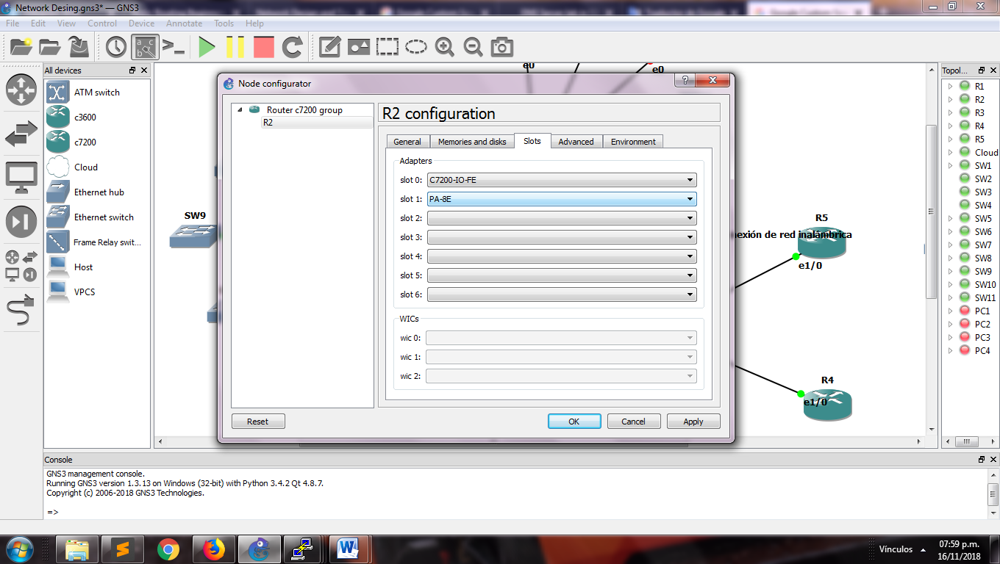 Network Desing.gns3* — GNS3
File Edit View Control Device Annotate Tools Help
All devices
ATM switch
c3600
c7200
Cloud
Ethernet hub
Ethernet switch
Frame Relay swit...
Host
VPCS
SW9
e0
e0
Node configurator
Router c7200 group
R2
R2 configuration
General Memories and disks Slots Advanced Environment
Adapters
slot 0: C7200-IO-FE
slot 1: PA-8E
slot 2:
slot 3:
slot 4:
slot 5:
slot 6:
WICs
wic 0:
wic 1:
wic 2:
Reset OK Cancel Apply
R5
nexión de red inalámbrica
e1/0
R4
e1/0
Topol...
R1
R2
R3
R4
R5
Cloud
SW1
SW2
SW3
SW4
SW5
SW6
SW7
SW8
SW9
SW10
SW11
PC1
PC2
PC3
PC4
Console
GNS3 management console.
Running GNS3 version 1.3.13 on Windows (32-bit) with Python 3.4.2 Qt 4.8.7.
Copyright (c) 2006-2018 GNS3 Technologies.
=>
Vínculos
07:59 p.m.
16/11/2018